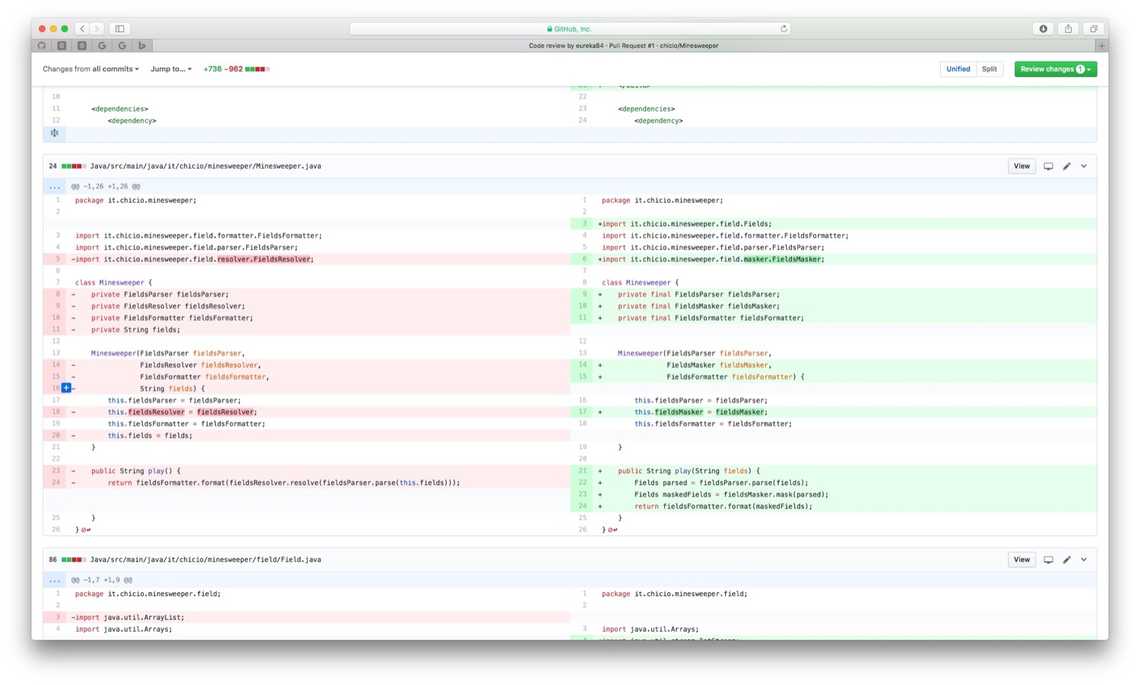 GitHub, Inc.
Code review by eureka84 · Pull Request #1 · chicio/Minesweeper
Changes from all commits Jump to... +736 −962
Unified Split Review changes 1
10 22
11 <dependencies> 23 <dependencies>
12 <dependency> 24 <dependency>
24 Java/src/main/java/it/chicio/minesweeper/Minesweeper.java View
... @@ -1,26 +1,26 @@
1 package it.chicio.minesweeper; 1 package it.chicio.minesweeper;
2 2
3 +import it.chicio.minesweeper.field.Fields;
3 import it.chicio.minesweeper.field.formatter.FieldsFormatter; 4 import it.chicio.minesweeper.field.formatter.FieldsFormatter;
4 import it.chicio.minesweeper.field.parser.FieldsParser; 5 import it.chicio.minesweeper.field.parser.FieldsParser;
5 -import it.chicio.minesweeper.field.resolver.FieldsResolver; 6 +import it.chicio.minesweeper.field.masker.FieldsMasker;
6 7
7 class Minesweeper { 8 class Minesweeper {
8 - private FieldsParser fieldsParser; 9 + private final FieldsParser fieldsParser;
9 - private FieldsResolver fieldsResolver; 10 + private final FieldsMasker fieldsMasker;
10 - private FieldsFormatter fieldsFormatter; 11 + private final FieldsFormatter fieldsFormatter;
11 - private String fields;
12 12
13 Minesweeper(FieldsParser fieldsParser, 13 Minesweeper(FieldsParser fieldsParser,
14 - FieldsResolver fieldsResolver, 14 + FieldsMasker fieldsMasker,
15 - FieldsFormatter fieldsFormatter, 15 + FieldsFormatter fieldsFormatter) {
16 - String fields) {
17 this.fieldsParser = fieldsParser; 16 this.fieldsParser = fieldsParser;
18 - this.fieldsResolver = fieldsResolver; 17 + this.fieldsMasker = fieldsMasker;
19 this.fieldsFormatter = fieldsFormatter; 18 this.fieldsFormatter = fieldsFormatter;
20 - this.fields = fields;
21 } 19 }
22 20
23 - public String play() { 21 + public String play(String fields) {
24 - return fieldsFormatter.format(fieldsResolver.resolve(fieldsParser.parse(this.fields))); 22 + Fields parsed = fieldsParser.parse(fields);
23 + Fields maskedFields = fieldsMasker.mask(parsed);
24 + return fieldsFormatter.format(maskedFields);
25 } 25 }
26 } 26 }
86 Java/src/main/java/it/chicio/minesweeper/field/Field.java View
... @@ -1,7 +1,9 @@
1 package it.chicio.minesweeper.field; 1 package it.chicio.minesweeper.field;
2 2
3 -import java.util.ArrayList;
4 import java.util.Arrays; 3 import java.util.Arrays;